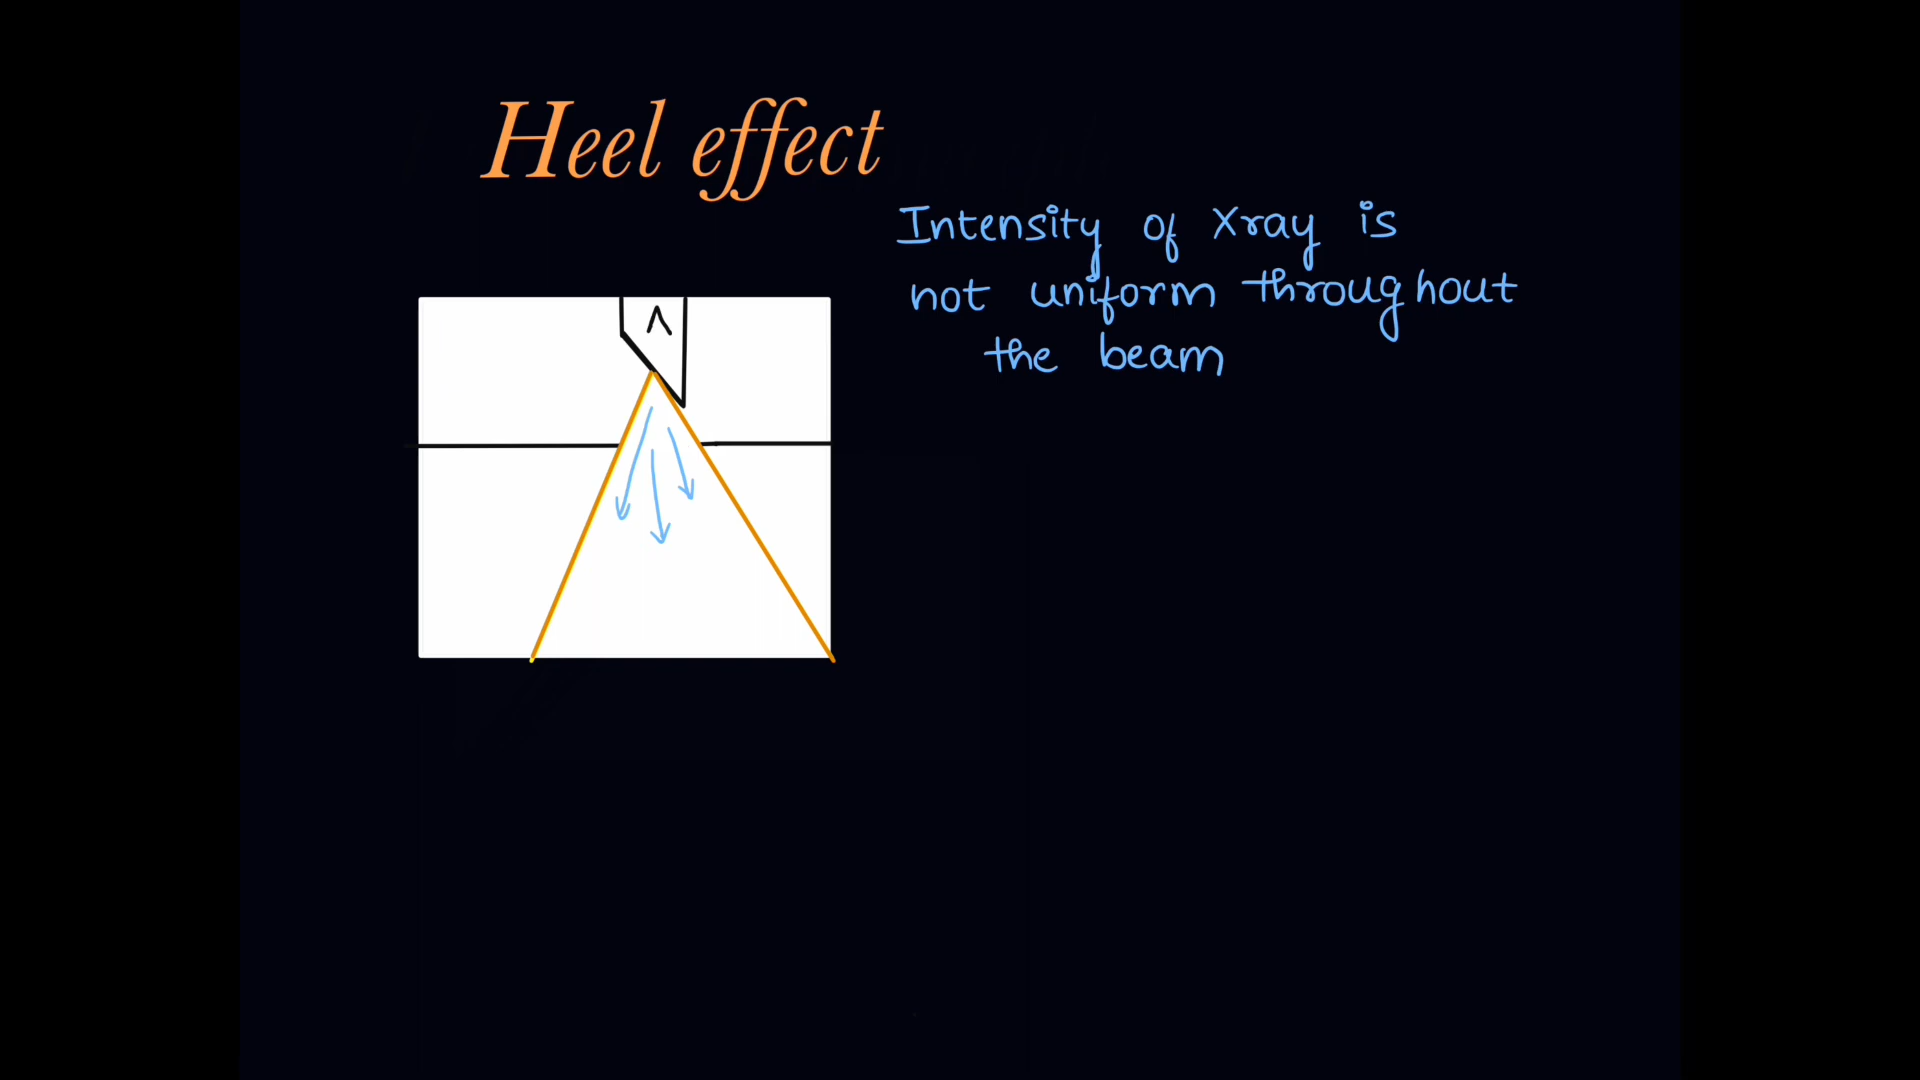 Heel effect
Intensity of Xray is
not uniform throughout
the beam